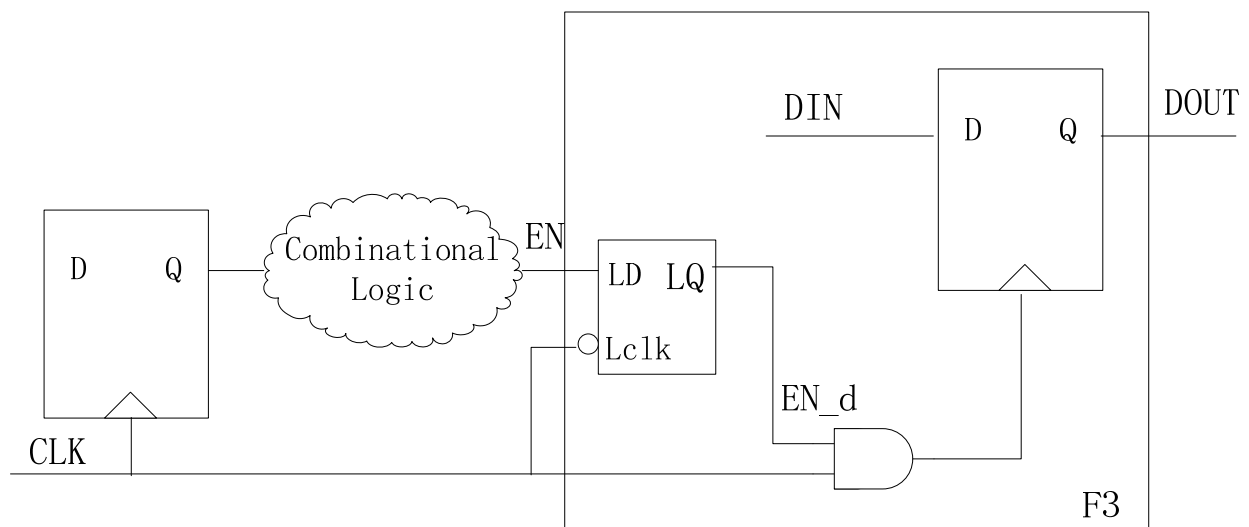 DIN
DOUT
D Q
EN
Combinational
Logic
D Q
LD LQ
Lclk
EN_d
CLK
F3